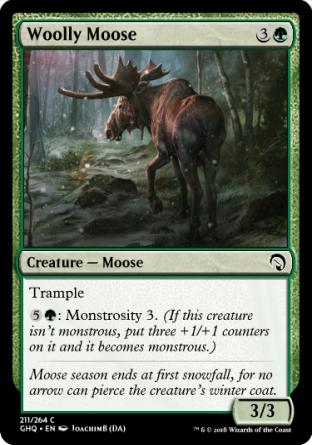 Woolly Moose 3
Creature — Moose
Trample
5 : Monstrosity 3. (If this creature
isn't monstrous, put three +1/+1 counters
on it and it becomes monstrous.)
Moose season ends at first snowfall, for no
arrow can pierce the creature's winter coat.
3/3
211/264 C
GHQ • EN JoachimB (DA)
™ & © 2018 Wizards of the Coast